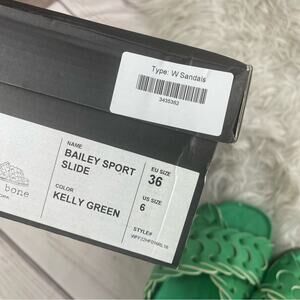 Type: W Sandals
3435362
NAME
BAILEY SPORT
SLIDE
EU SIZE
36
bone
COLOR
KELLY GREEN
US SIZE
6
STYLE#